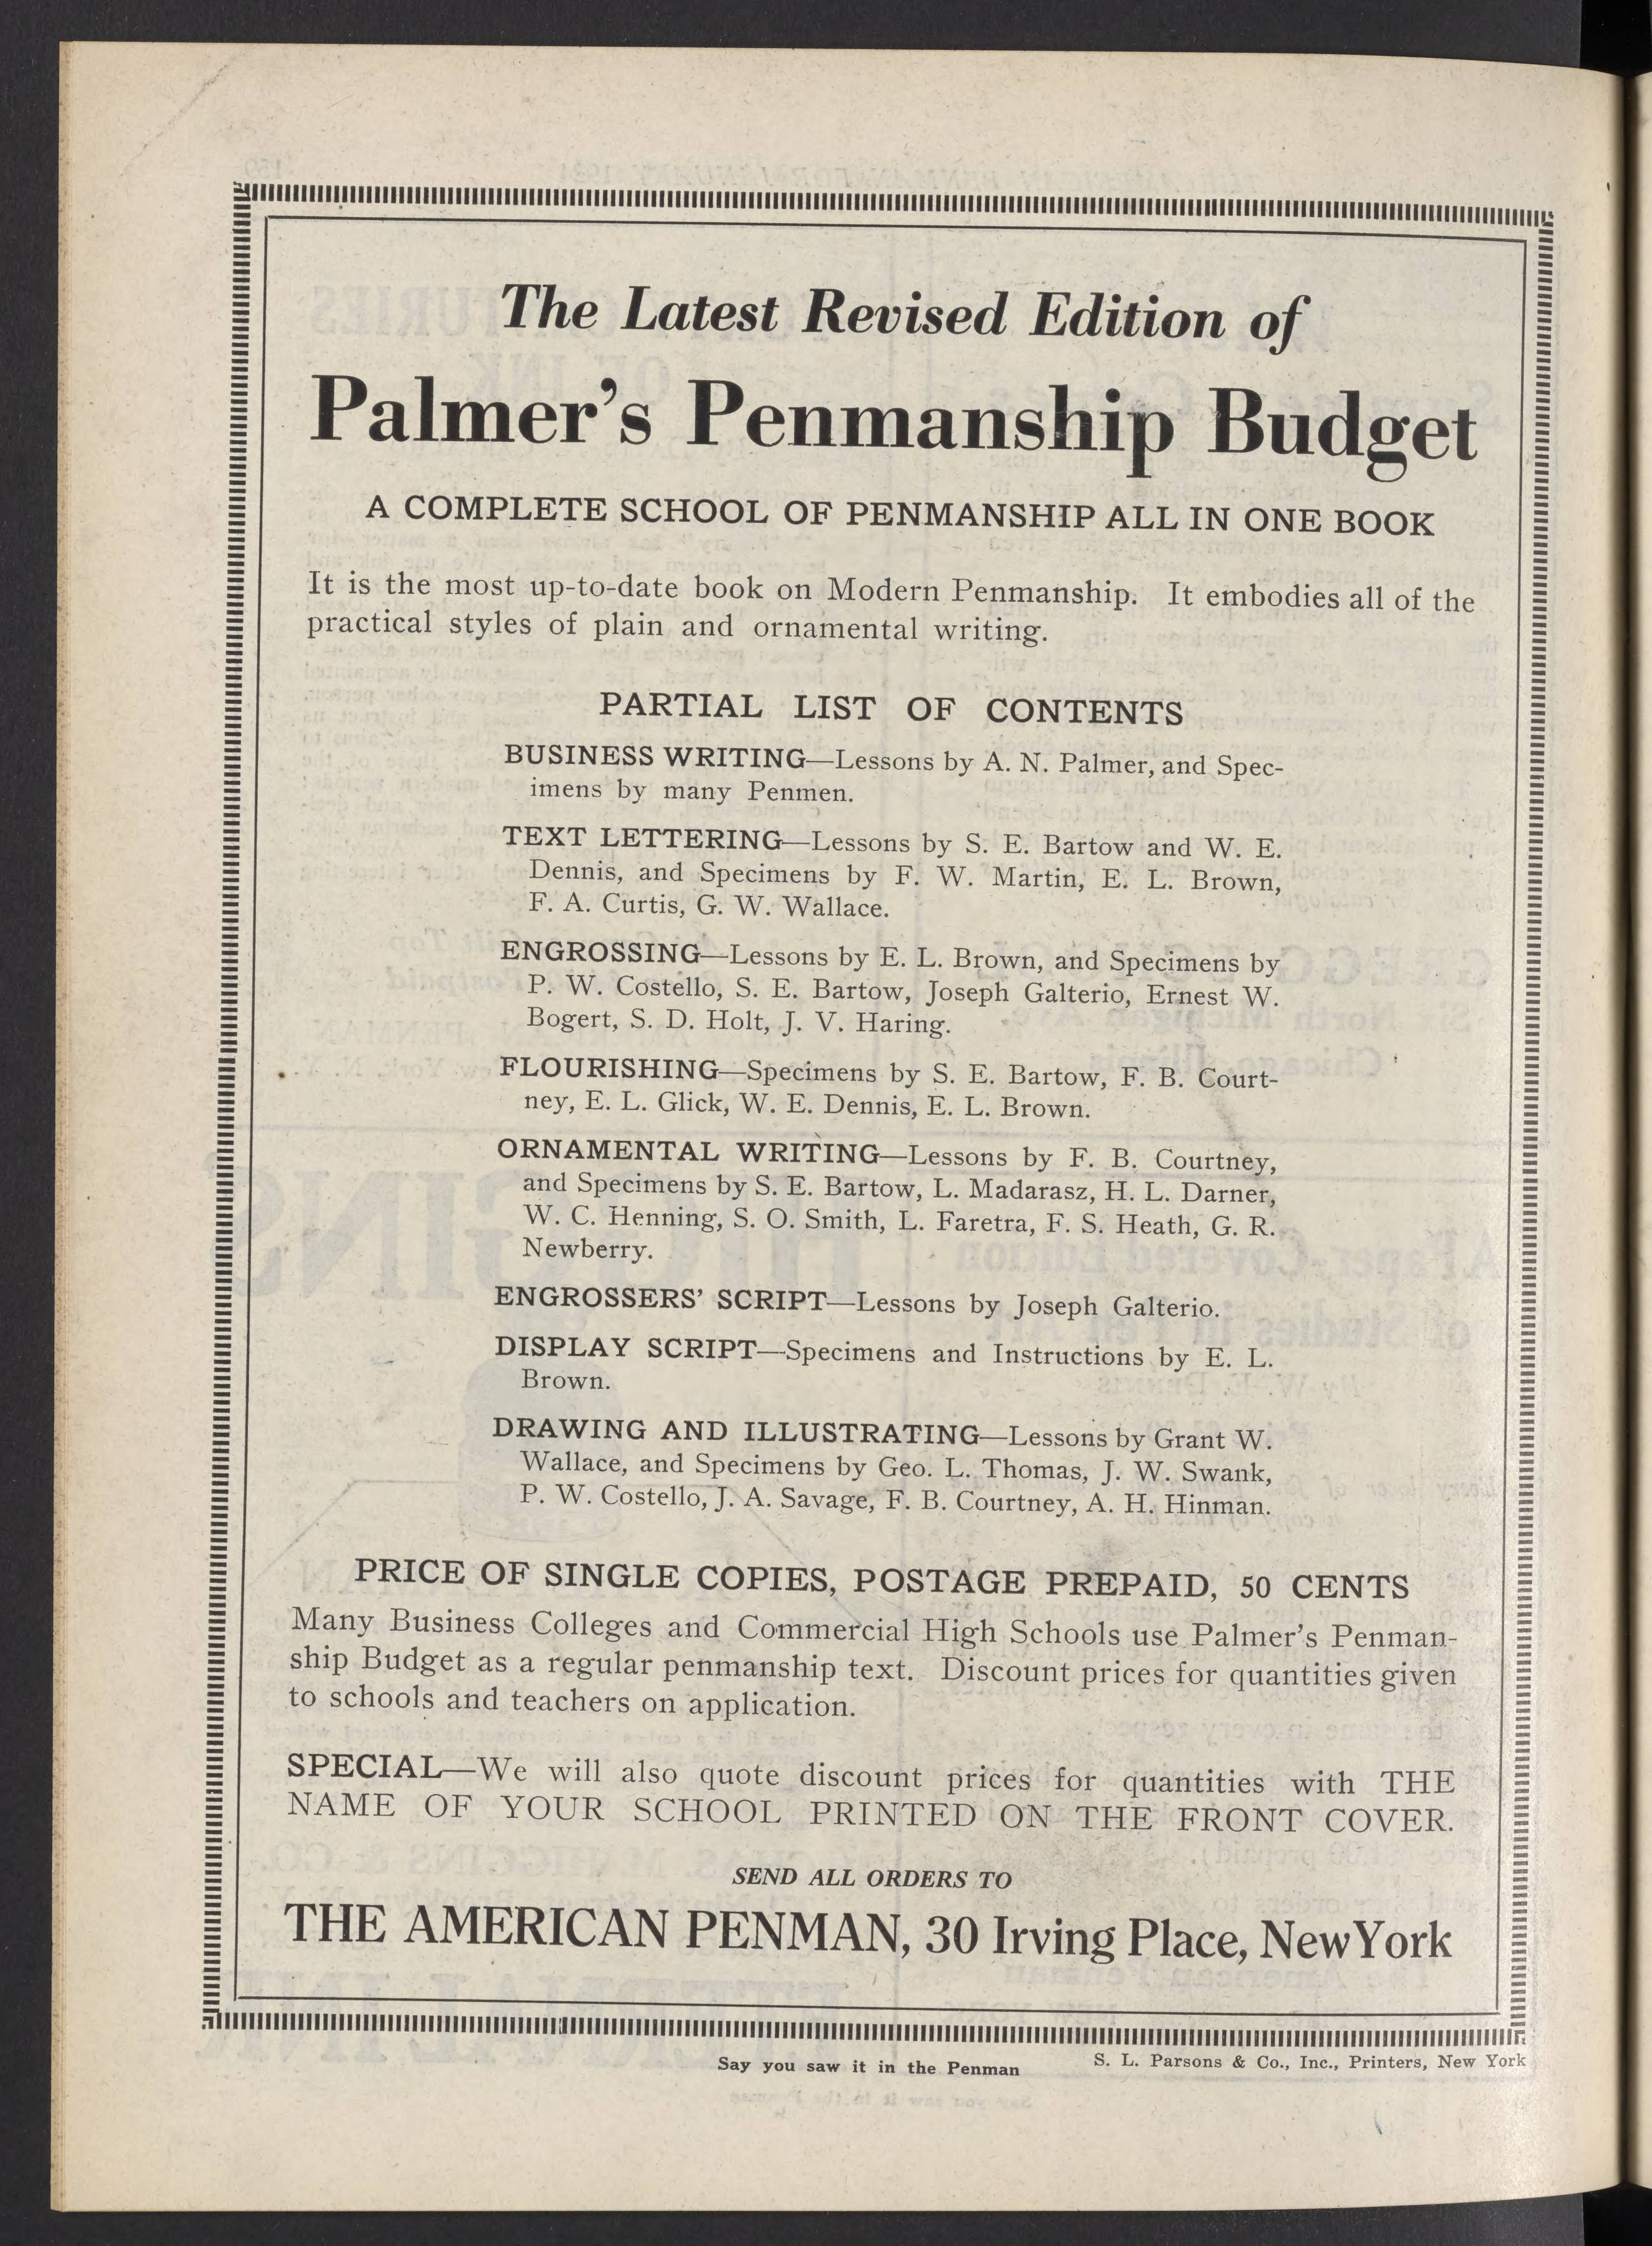 The Latest Revised Edition of
Palmer's Penmanship Budget
A COMPLETE SCHOOL OF PENMANSHIP ALL IN ONE BOOK
It is the most up-to-date book on Modern Penmanship. It embodies all of the
practical styles of plain and ornamental writing.
PARTIAL LIST OF CONTENTS
BUSINESS WRITING—Lessons by A. N. Palmer, and Spec-
imens by many Penmen.
TEXT LETTERING—Lessons by S. E. Bartow and W. E.
Dennis, and Specimens by F. W. Martin, E. L. Brown,
F. A. Curtis, G. W. Wallace.
ENGROSSING—Lessons by E. L. Brown, and Specimens by
P. W. Costello, S. E. Bartow, Joseph Galterio, Ernest W.
Bogert, S. D. Holt, J. V. Haring.
FLOURISHING—Specimens by S. E. Bartow, F. B. Court-
ney, E. L. Glick, W. E. Dennis, E. L. Brown.
ORNAMENTAL WRITING—Lessons by F. B. Courtney,
and Specimens by S. E. Bartow, L. Madarasz, H. L. Darner,
W. C. Henning, S. O. Smith, L. Faretra, F. S. Heath, G. R.
Newberry.
ENGROSSERS' SCRIPT—Lessons by Joseph Galterio.
DISPLAY SCRIPT—Specimens and Instructions by E. L.
Brown.
DRAWING AND ILLUSTRATING—Lessons by Grant W.
Wallace, and Specimens by Geo. L. Thomas, J. W. Swank,
P. W. Costello, J. A. Savage, F. B. Courtney, A. H. Hinman.
PRICE OF SINGLE COPIES, POSTAGE PREPAID, 50 CENTS
Many Business Colleges and Commercial High Schools use Palmer's Penman-
ship Budget as a regular penmanship text. Discount prices for quantities given
to schools and teachers on application.
SPECIAL—We will also quote discount prices for quantities with THE
NAME OF YOUR SCHOOL PRINTED ON THE FRONT COVER.
SEND ALL ORDERS TO
THE AMERICAN PENMAN, 30 Irving Place, New York
Say you saw it in the Penman
S. L. Parsons & Co., Inc., Printers, New York